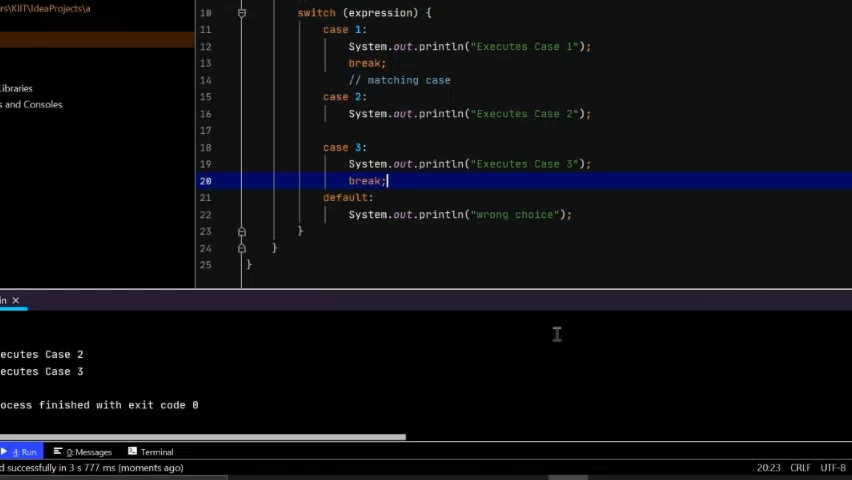 rs\KIIT\IdeaProjects\a
ibraries
s and Consoles
10 switch (expression) {
11 case 1:
12 System.out.println("Executes Case 1");
13 break;
14 // matching case
15 case 2:
16 System.out.println("Executes Case 2");
17
18 case 3:
19 System.out.println("Executes Case 3");
20 break;
21 default:
22 System.out.println("wrong choice");
23 }
24 }
25 }
in ×
ecutes Case 2
ecutes Case 3
ocess finished with exit code 0
4: Run 0: Messages Terminal
d successfully in 3 s 777 ms (moments ago) 20:23 CRLF UTF-8